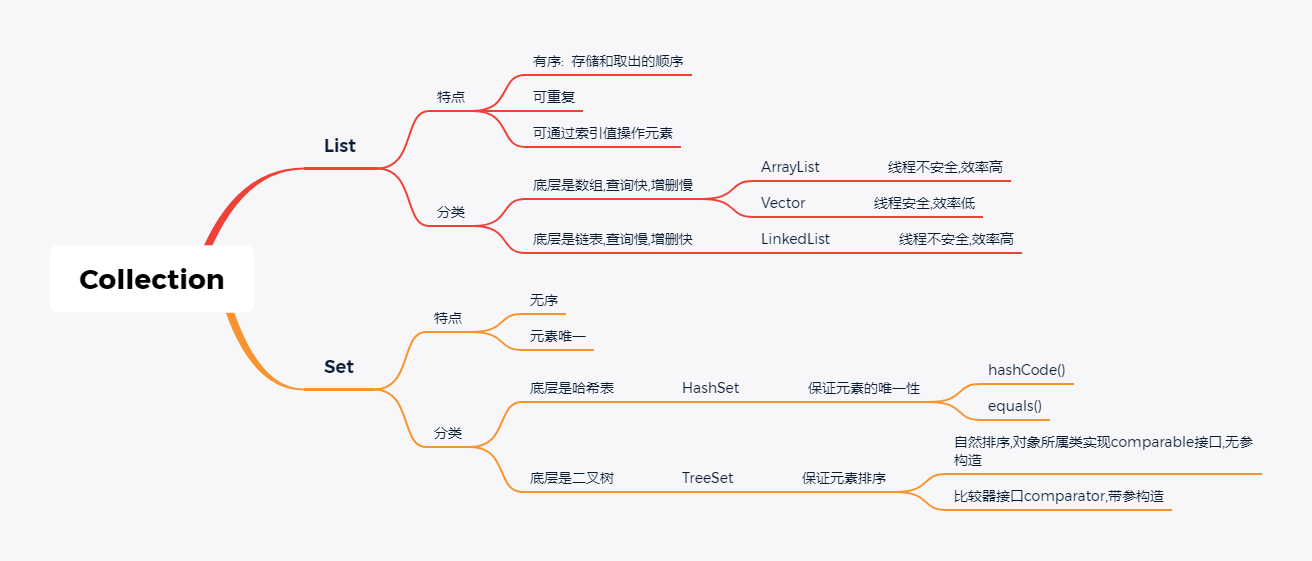 Collection
List
特点
有序: 存储和取出的顺序
可重复
可通过索引值操作元素
分类
底层是数组,查询快,增删慢
ArrayList
线程不安全,效率高
Vector
线程安全,效率低
底层是链表,查询慢,增删快
LinkedList
线程不安全,效率高
Set
特点
无序
元素唯一
分类
底层是哈希表
HashSet
保证元素的唯一性
hashCode()
equals()
底层是二叉树
TreeSet
保证元素排序
自然排序,对象所属类实现comparable接口,无参
构造
比较器接口comparator,带参构造